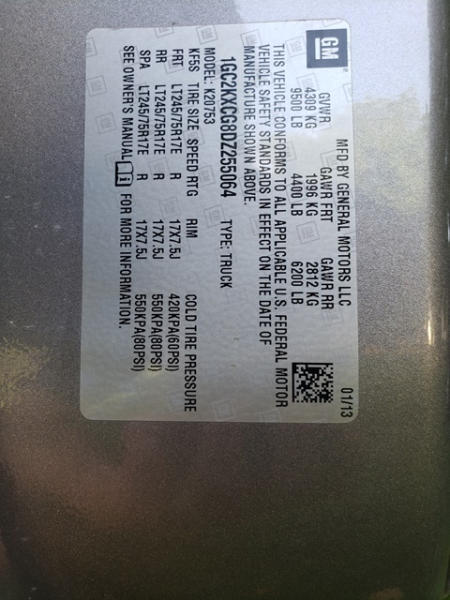 GM
MFD BY GENERAL MOTORS LLC 01/13
GVWR GAWR FRT GAWR RR
4309 KG 1996 KG 2812 KG
9500 LB 4400 LB 6200 LB
THIS VEHICLE CONFORMS TO ALL APPLICABLE U.S. FEDERAL MOTOR
VEHICLE SAFETY STANDARDS IN EFFECT ON THE DATE OF
MANUFACTURE SHOWN ABOVE.
1GC2KXCG8DZ255064 TYPE: TRUCK
MODEL: K20753
KF5S TIRE SIZE SPEED RTG RIM COLD TIRE PRESSURE
FRT LT245/75R17E R 17X7.5J 420KPA(60PSI)
RR LT245/75R17E R 17X7.5J 550KPA(80PSI)
SPA LT245/75R17E R 17X7.5J 550KPA(80PSI)
SEE OWNER'S MANUAL FOR MORE INFORMATION.